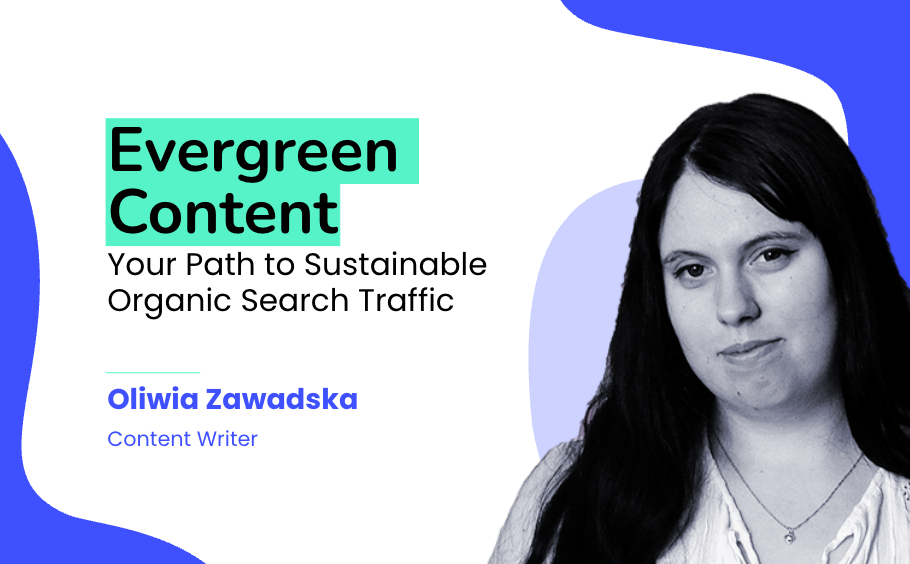 Evergreen
Content
Your Path to Sustainable
Organic Search Traffic
Oliwia Zawadska
Content Writer